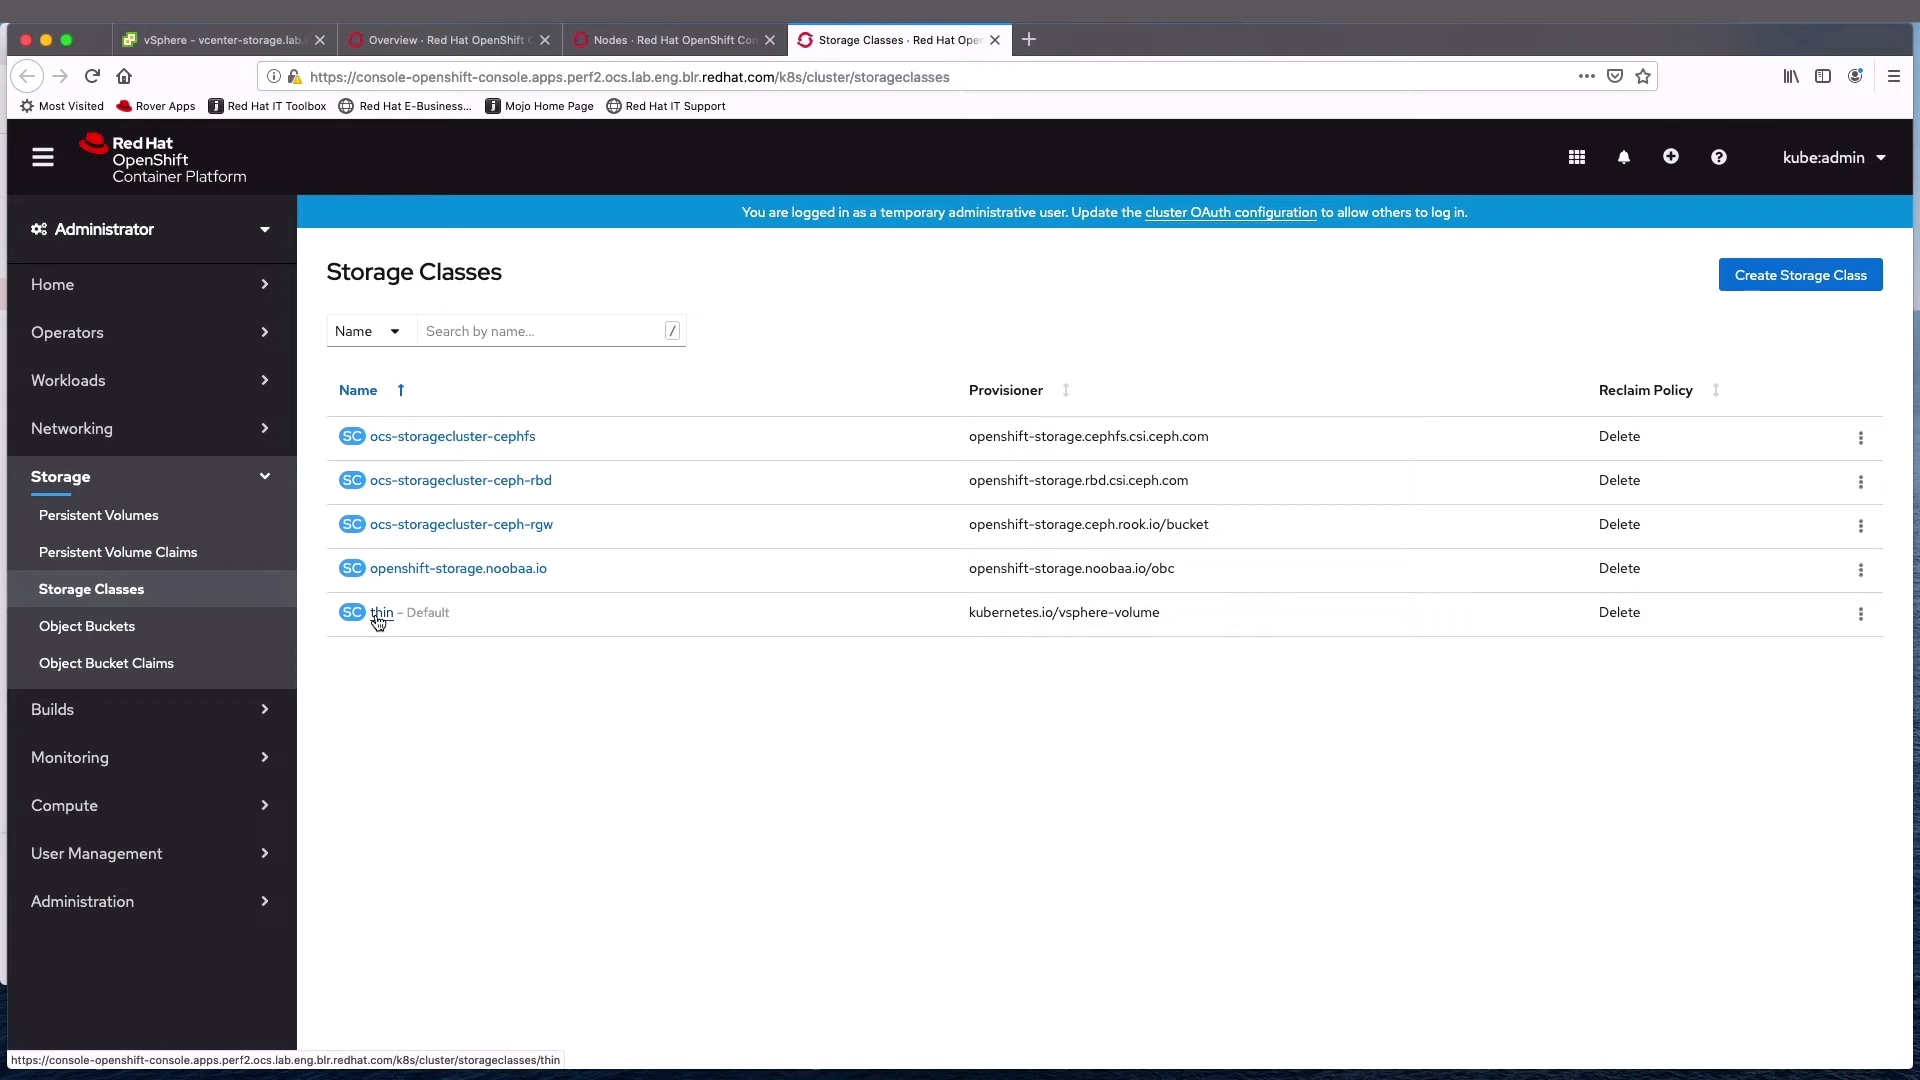 vSphere - vcenter-storage.lab.
Overview · Red Hat OpenShift C
Nodes · Red Hat OpenShift Con
Storage Classes · Red Hat Oper
https://console-openshift-console.apps.perf2.ocs.lab.eng.blr.redhat.com/k8s/cluster/storageclasses
Most Visited
Rover Apps
Red Hat IT Toolbox
Red Hat E-Business...
Mojo Home Page
Red Hat IT Support
Red Hat
OpenShift
Container Platform
kube:admin
Administrator
You are logged in as a temporary administrative user. Update the cluster OAuth configuration to allow others to log in.
Home
Operators
Workloads
Networking
Storage
Persistent Volumes
Persistent Volume Claims
Storage Classes
Object Buckets
Object Bucket Claims
Builds
Monitoring
Compute
User Management
Administration
Storage Classes
Create Storage Class
Name
Search by name...
/
Name Provisioner Reclaim Policy
SC ocs-storagecluster-cephfs openshift-storage.cephfs.csi.ceph.com Delete
SC ocs-storagecluster-ceph-rbd openshift-storage.rbd.csi.ceph.com Delete
SC ocs-storagecluster-ceph-rgw openshift-storage.ceph.rook.io/bucket Delete
SC openshift-storage.noobaa.io openshift-storage.noobaa.io/obc Delete
SC thin – Default kubernetes.io/vsphere-volume Delete
https://console-openshift-console.apps.perf2.ocs.lab.eng.blr.redhat.com/k8s/cluster/storageclasses/thin